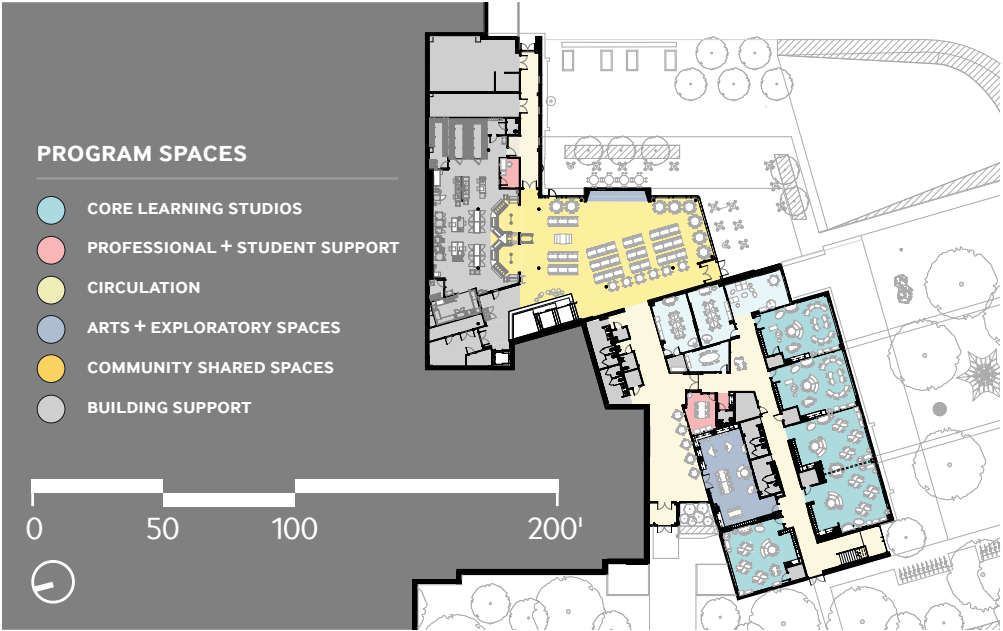 PROGRAM SPACES
CORE LEARNING STUDIOS
PROFESSIONAL + STUDENT SUPPORT
CIRCULATION
ARTS + EXPLORATORY SPACES
COMMUNITY SHARED SPACES
BUILDING SUPPORT
0 50 100 200'